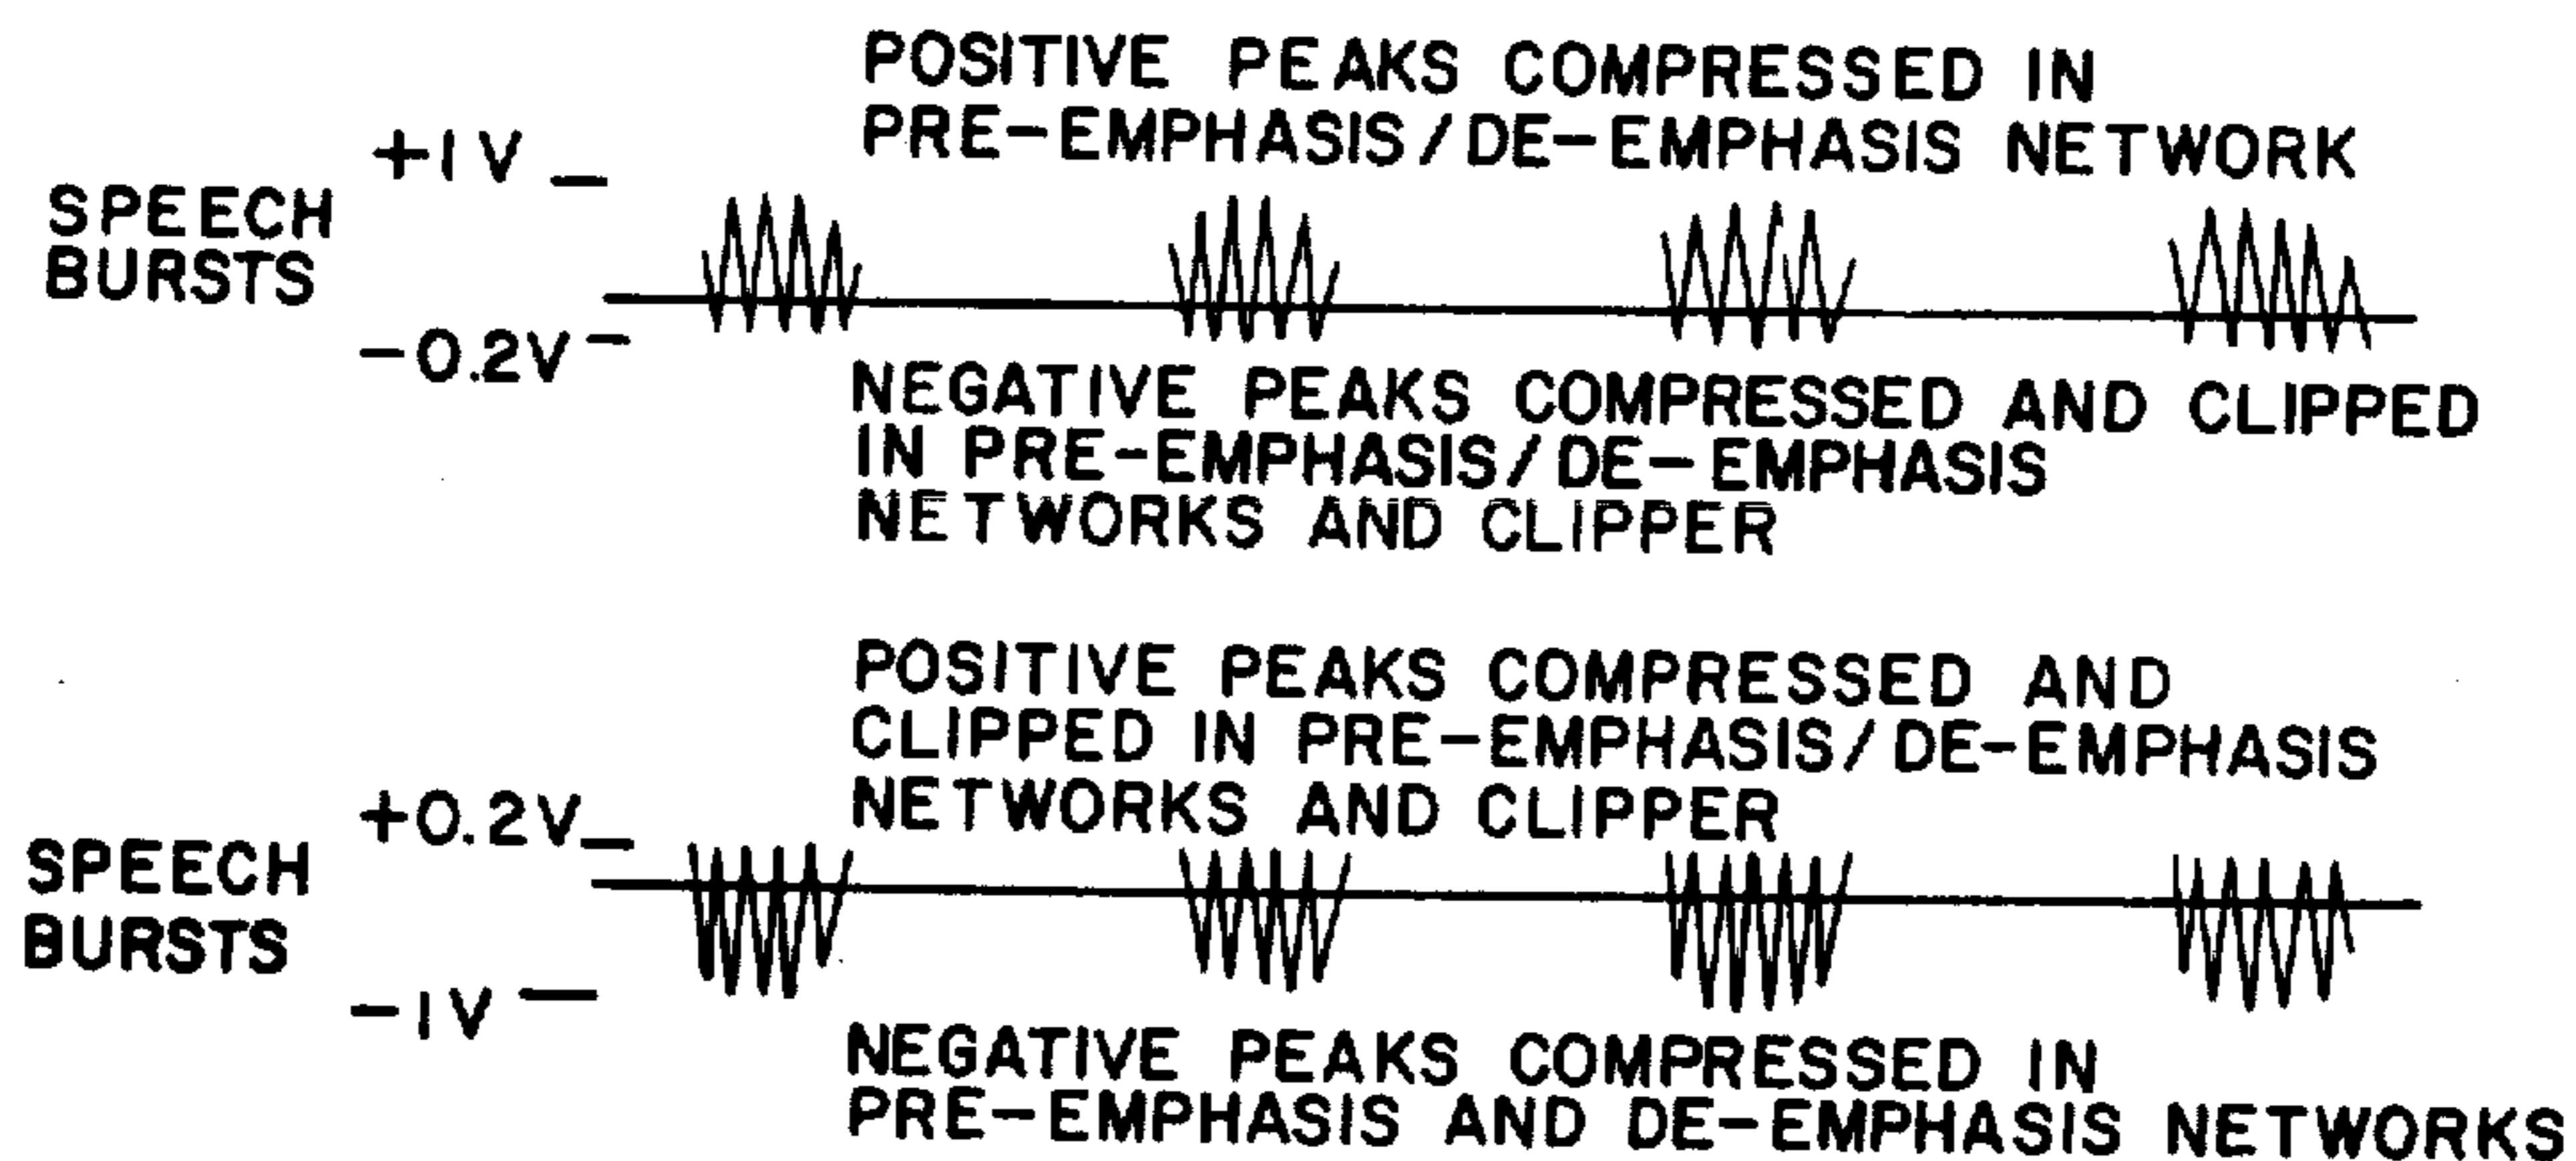 POSITIVE PEAKS COMPRESSED IN
PRE-EMPHASIS/DE-EMPHASIS NETWORK
+1V
SPEECH
BURSTS
-0.2V
NEGATIVE PEAKS COMPRESSED AND CLIPPED
IN PRE-EMPHASIS/DE-EMPHASIS
NETWORKS AND CLIPPER
POSITIVE PEAKS COMPRESSED AND
CLIPPED IN PRE-EMPHASIS/DE-EMPHASIS
NETWORKS AND CLIPPER
+0.2V
SPEECH
BURSTS
-1V
NEGATIVE PEAKS COMPRESSED IN
PRE-EMPHASIS AND DE-EMPHASIS NETWORKS